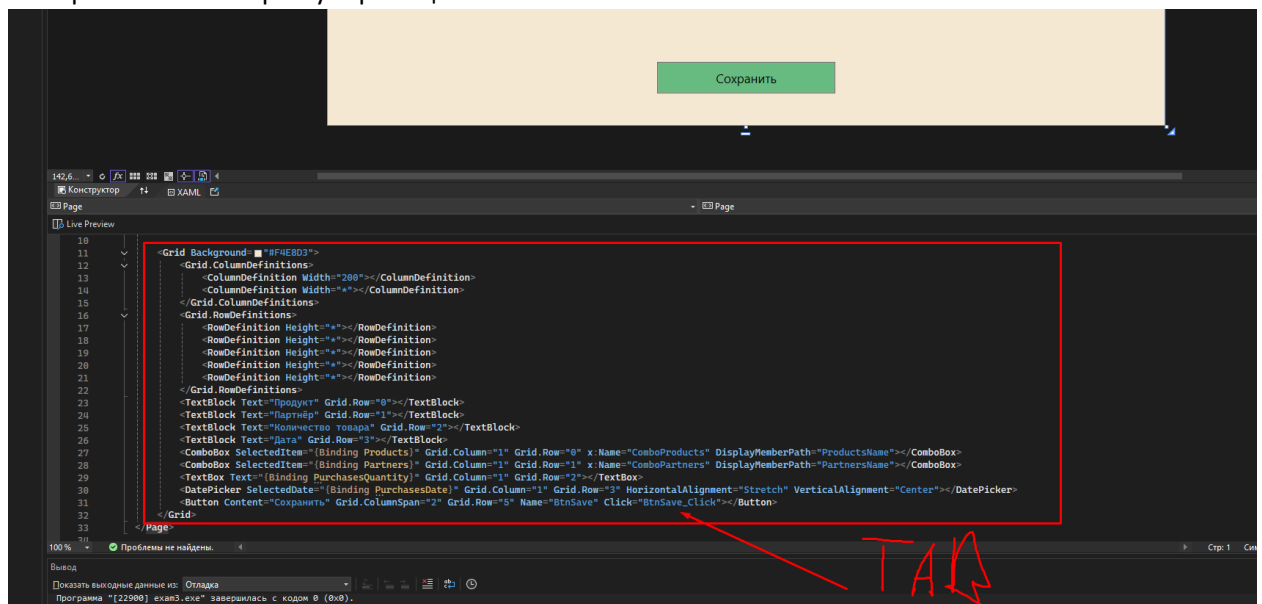 Сохранить
142,6...
Конструктор XAML
Page Page
Live Preview
10
11 <Grid Background="#F4E8D3">
12 <Grid.ColumnDefinitions>
13 <ColumnDefinition Width="200"></ColumnDefinition>
14 <ColumnDefinition Width="*"></ColumnDefinition>
15 </Grid.ColumnDefinitions>
16 <Grid.RowDefinitions>
17 <RowDefinition Height="*"></RowDefinition>
18 <RowDefinition Height="*"></RowDefinition>
19 <RowDefinition Height="*"></RowDefinition>
20 <RowDefinition Height="*"></RowDefinition>
21 <RowDefinition Height="*"></RowDefinition>
22 </Grid.RowDefinitions>
23 <TextBlock Text="Продукт" Grid.Row="0"></TextBlock>
24 <TextBlock Text="Партнёр" Grid.Row="1"></TextBlock>
25 <TextBlock Text="Количество товара" Grid.Row="2"></TextBlock>
26 <TextBlock Text="Дата" Grid.Row="3"></TextBlock>
27 <ComboBox SelectedItem="{Binding Products}" Grid.Column="1" Grid.Row="0" x:Name="ComboProducts" DisplayMemberPath="ProductsName"></ComboBox>
28 <ComboBox SelectedItem="{Binding Partners}" Grid.Column="1" Grid.Row="1" x:Name="ComboPartners" DisplayMemberPath="PartnersName"></ComboBox>
29 <TextBox Text="{Binding PurchasesQuantity}" Grid.Column="1" Grid.Row="2"></TextBox>
30 <DatePicker SelectedDate="{Binding PurchasesDate}" Grid.Column="1" Grid.Row="3" HorizontalAlignment="Stretch" VerticalAlignment="Center"></DatePicker>
31 <Button Content="Сохранить" Grid.ColumnSpan="2" Grid.Row="5" Name="BtnSave" Click="BtnSave_Click"></Button>
32 </Grid>
33 </Page>
ТАК
100 % Проблемы не найдены. Стр: 1
Вывод
Показать выходные данные из: Отладка
Программа "[22900] exam3.exe" завершилась с кодом 0 (0x0).